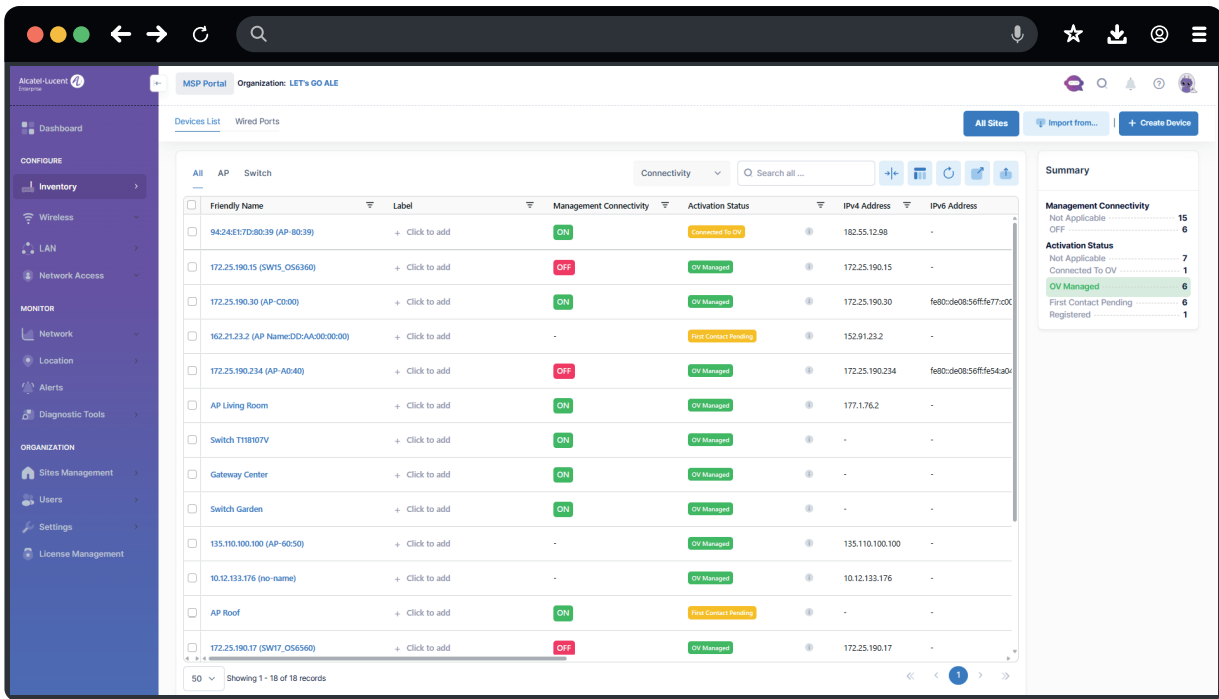 Alcatel-Lucent
Enterprise
MSP Portal Organization: LET's GO ALE
Dashboard
CONFIGURE
Inventory
Wireless
LAN
Network Access
MONITOR
Network
Location
Alerts
Diagnostic Tools
ORGANIZATION
Sites Management
Users
Settings
License Management
Devices List Wired Ports
All Sites Import from... | + Create Device
All AP Switch
Connectivity Search all ...
Friendly Name Label Management Connectivity Activation Status IPv4 Address IPv6 Address
94:24:E1:7D:80:39 (AP-80:39) + Click to add ON Connected To OV 182.55.12.98 -
172.25.190.15 (SW15_OS6360) + Click to add OFF OV Managed 172.25.190.15 -
172.25.190.30 (AP-C0:00) + Click to add ON OV Managed 172.25.190.30 fe80::de08:56ff:fe77:c00
162.21.23.2 (AP Name:DD:AA:00:00:00) + Click to add - First Contact Pending 152.91.23.2 -
172.25.190.234 (AP-A0:40) + Click to add OFF OV Managed 172.25.190.234 fe80::de08:56ff:fe54:a04
AP Living Room + Click to add ON OV Managed 177.1.76.2 -
Switch T118107V + Click to add ON OV Managed - -
Gateway Center + Click to add ON OV Managed - -
Switch Garden + Click to add ON OV Managed - -
135.110.100.100 (AP-60:50) + Click to add - OV Managed 135.110.100.100 -
10.12.133.176 (no-name) + Click to add - OV Managed 10.12.133.176 -
AP Roof + Click to add ON First Contact Pending - -
172.25.190.17 (SW17_OS6560) + Click to add OFF OV Managed 172.25.190.17 -
50 Showing 1 - 18 of 18 records
« ‹ 1 › »
Summary
Management Connectivity
Not Applicable 15
OFF 6
Activation Status
Not Applicable 7
Connected To OV 1
OV Managed 6
First Contact Pending 6
Registered 1